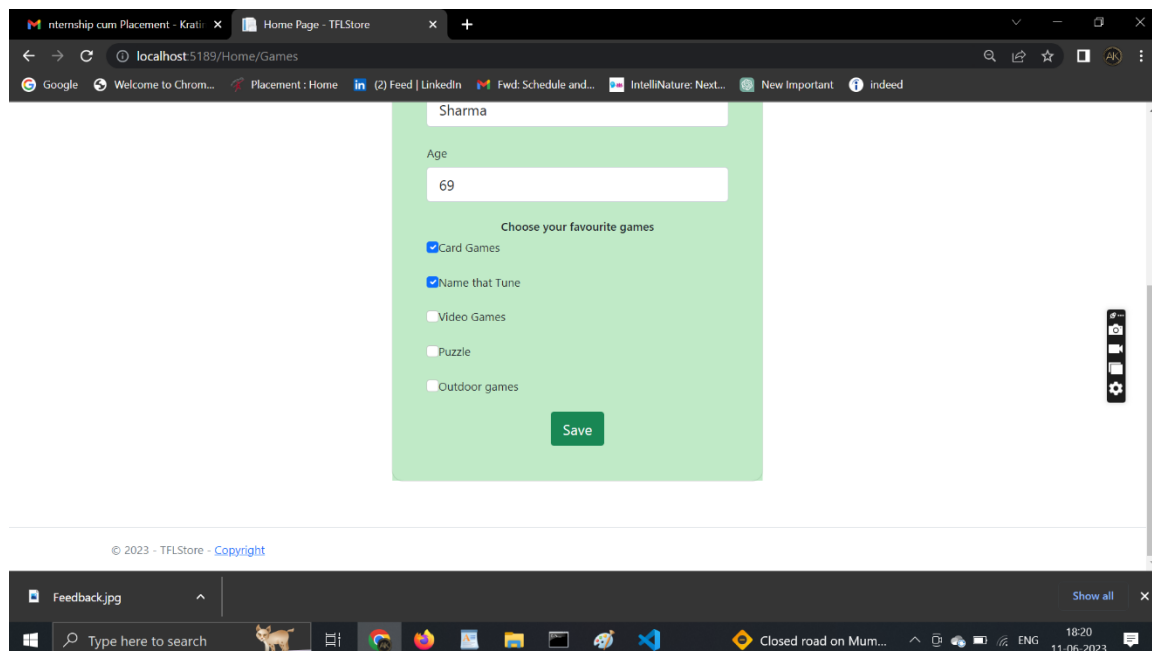 nternship cum Placement - Kratin
Home Page - TFLStore
localhost:5189/Home/Games
AK
Google
Welcome to Chrom...
Placement : Home
in (2) Feed | LinkedIn
Fwd: Schedule and...
IntelliNature: Next...
New Important
indeed
Sharma
Age
69
Choose your favourite games
Card Games
Name that Tune
Video Games
Puzzle
Outdoor games
Save
© 2023 - TFLStore - Copyright
Feedback.jpg
Show all
Type here to search
Closed road on Mum...
ENG
18:20
11-06-2023